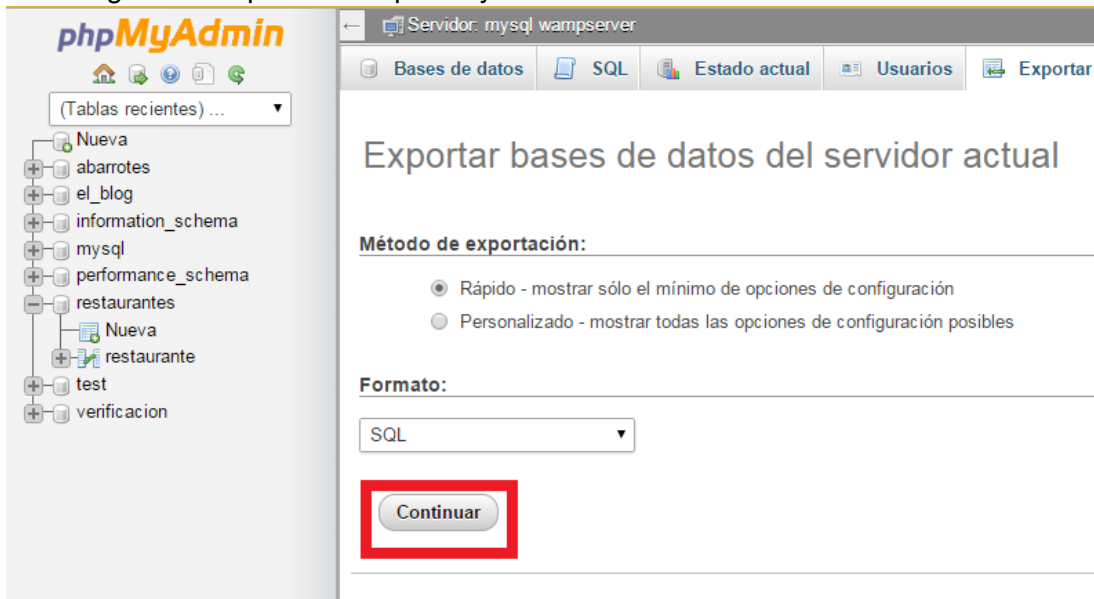 phpMyAdmin
(Tablas recientes) ...
Nueva
abarrotes
el_blog
information_schema
mysql
performance_schema
restaurantes
Nueva
restaurante
test
verificacion
Servidor: mysql wampserver
Bases de datos SQL Estado actual Usuarios Exportar
Exportar bases de datos del servidor actual
Método de exportación:
Rápido - mostrar sólo el mínimo de opciones de configuración
Personalizado - mostrar todas las opciones de configuración posibles
Formato:
SQL
Continuar